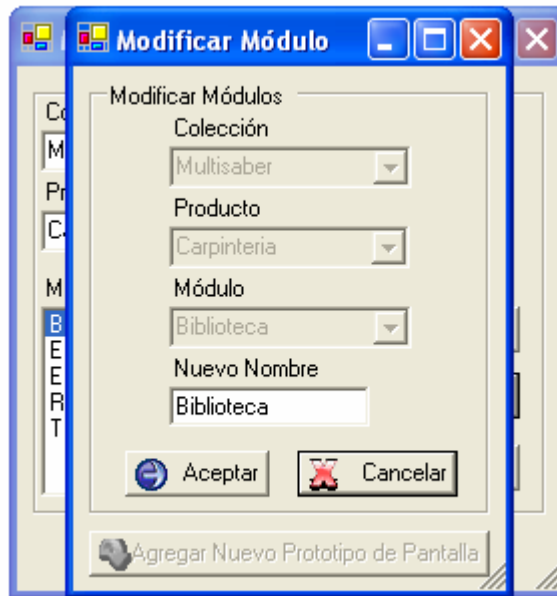 Modificar Módulo
Modificar Módulos
Colección
Multisaber
Producto
Carpinteria
Módulo
Biblioteca
Nuevo Nombre
Biblioteca
Aceptar
Cancelar
Agregar Nuevo Prototipo de Pantalla